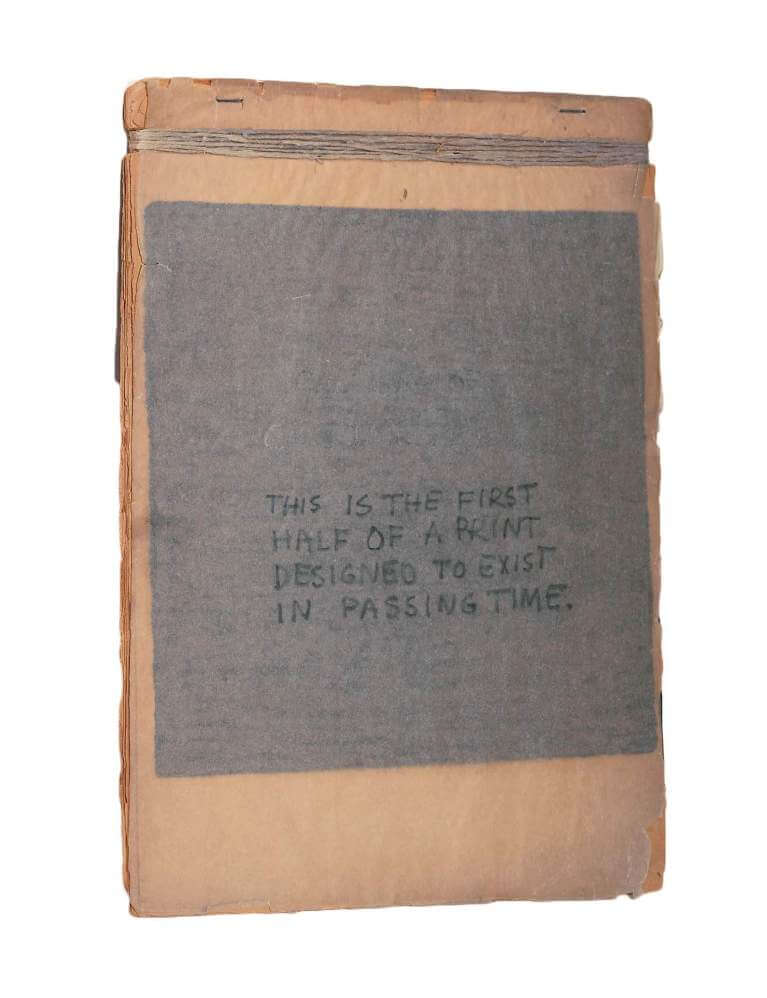 THIS IS THE FIRST
HALF OF A PRINT
DESIGNED TO EXIST
IN PASSING TIME.